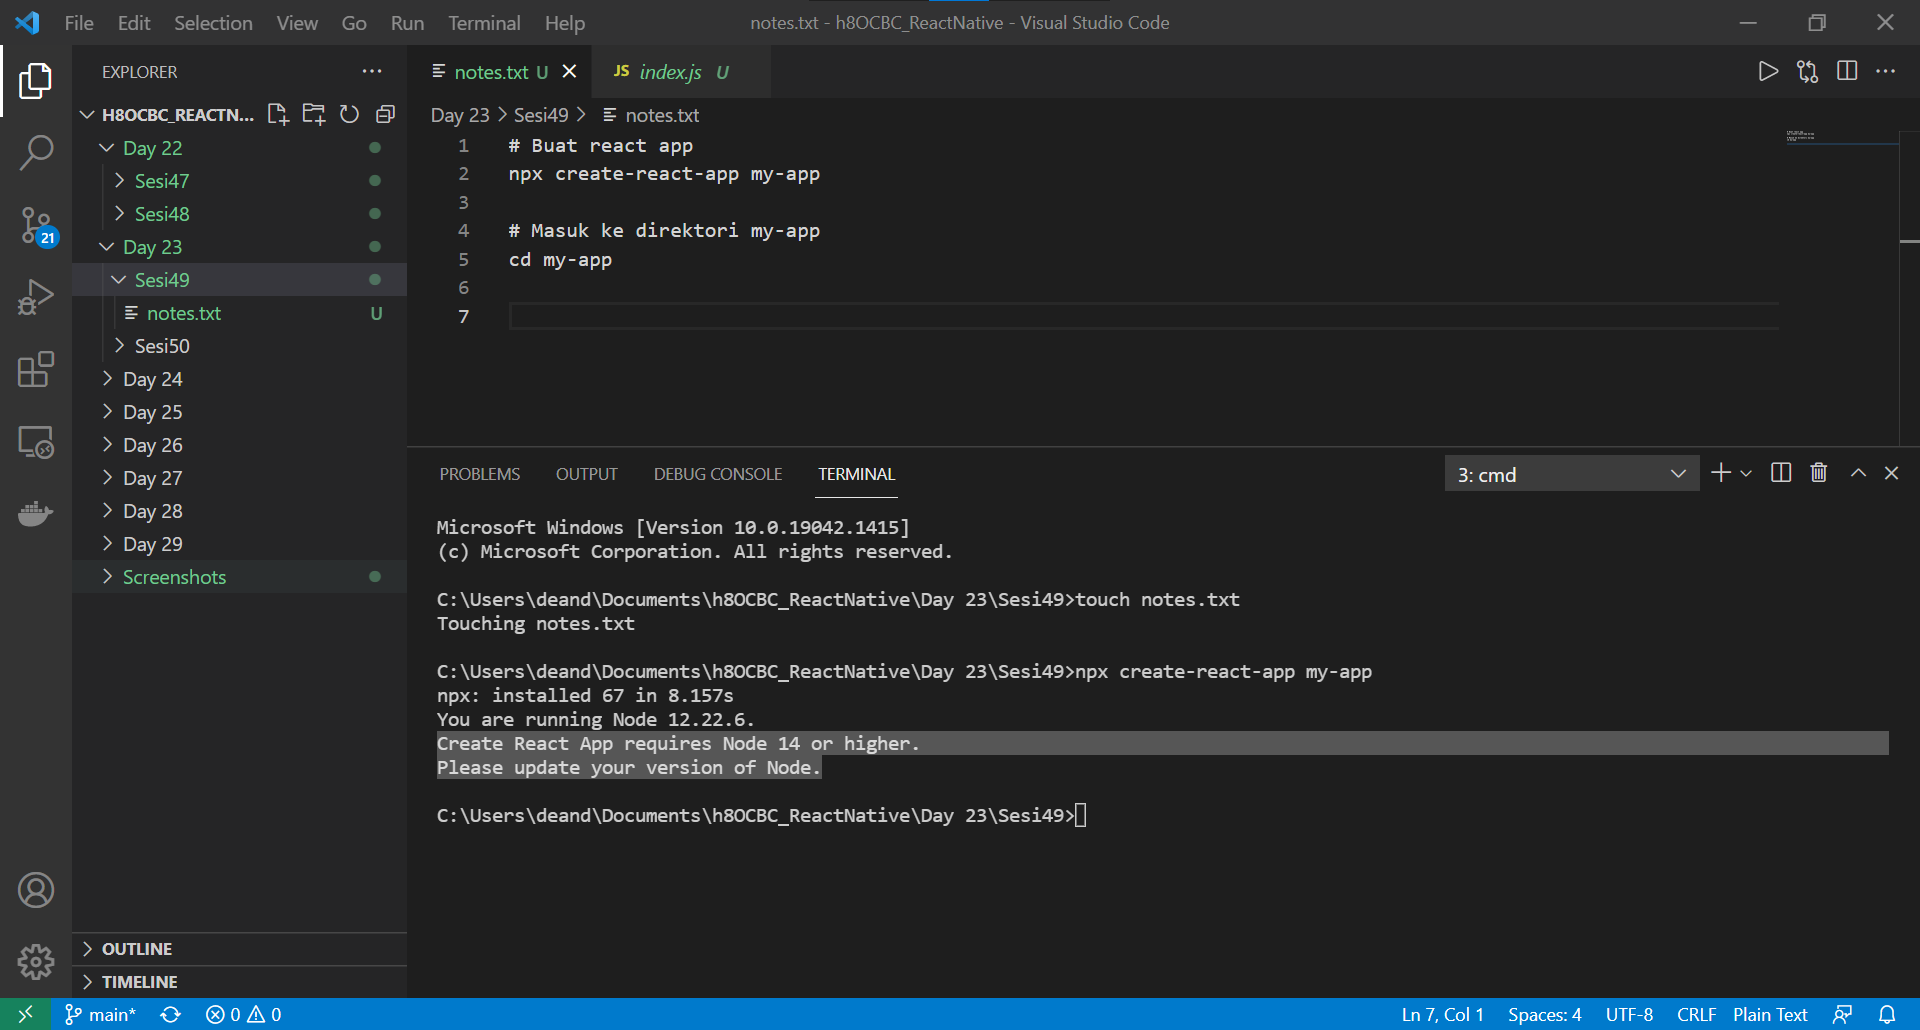 File Edit Selection View Go Run Terminal Help
notes.txt - h8OCBC_ReactNative - Visual Studio Code
EXPLORER
H8OCBC_REACTN...
Day 22
Sesi47
Sesi48
Day 23
Sesi49
notes.txt U
Sesi50
Day 24
Day 25
Day 26
Day 27
Day 28
Day 29
Screenshots
OUTLINE
TIMELINE
21
notes.txt U
JS index.js U
Day 23 > Sesi49 > notes.txt
1 # Buat react app
2 npx create-react-app my-app
3
4 # Masuk ke direktori my-app
5 cd my-app
6
7
PROBLEMS OUTPUT DEBUG CONSOLE TERMINAL
3: cmd
Microsoft Windows [Version 10.0.19042.1415]
(c) Microsoft Corporation. All rights reserved.
C:\Users\deand\Documents\h8OCBC_ReactNative\Day 23\Sesi49>touch notes.txt
Touching notes.txt
C:\Users\deand\Documents\h8OCBC_ReactNative\Day 23\Sesi49>npx create-react-app my-app
npx: installed 67 in 8.157s
You are running Node 12.22.6.
Create React App requires Node 14 or higher.
Please update your version of Node.
C:\Users\deand\Documents\h8OCBC_ReactNative\Day 23\Sesi49>
main* 0 0
Ln 7, Col 1 Spaces: 4 UTF-8 CRLF Plain Text